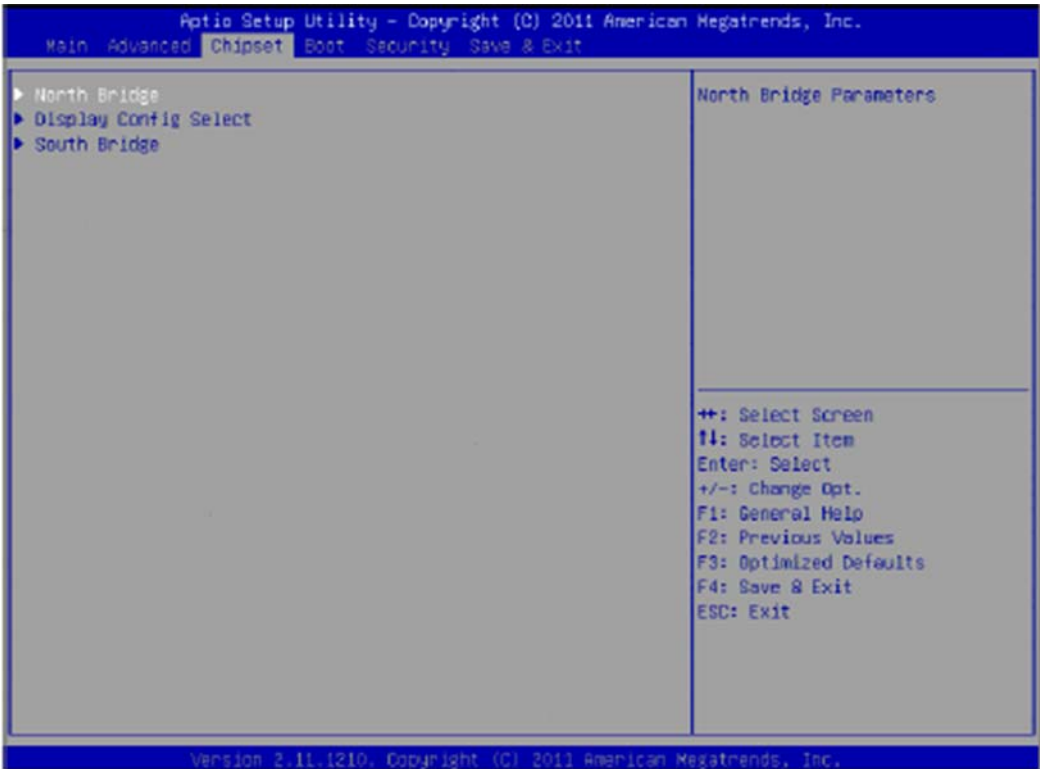 Aptio Setup Utility – Copyright (C) 2011 American Megatrends, Inc.
Main Advanced Chipset Boot Security Save & Exit
▶ North Bridge
▶ Display Config Select
▶ South Bridge
North Bridge Parameters
↔: Select Screen
↑↓: Select Item
Enter: Select
+/-: Change Opt.
F1: General Help
F2: Previous Values
F3: Optimized Defaults
F4: Save & Exit
ESC: Exit
Version 2.11.1210. Copyright (C) 2011 American Megatrends, Inc.